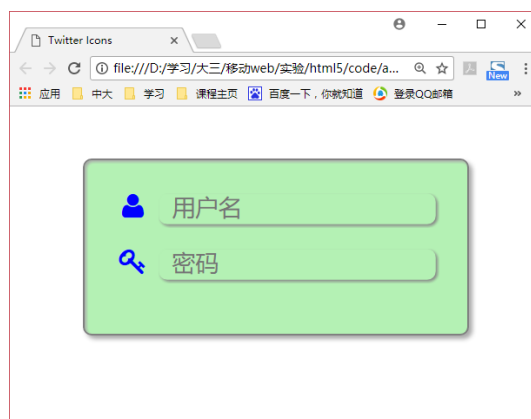 Twitter Icons
file:///D:/学习/大三/移动web/实验/html5/code/a...
New
应用 中大 学习 课程主页 百度一下，你就知道 登录QQ邮箱 »
用户名
密码